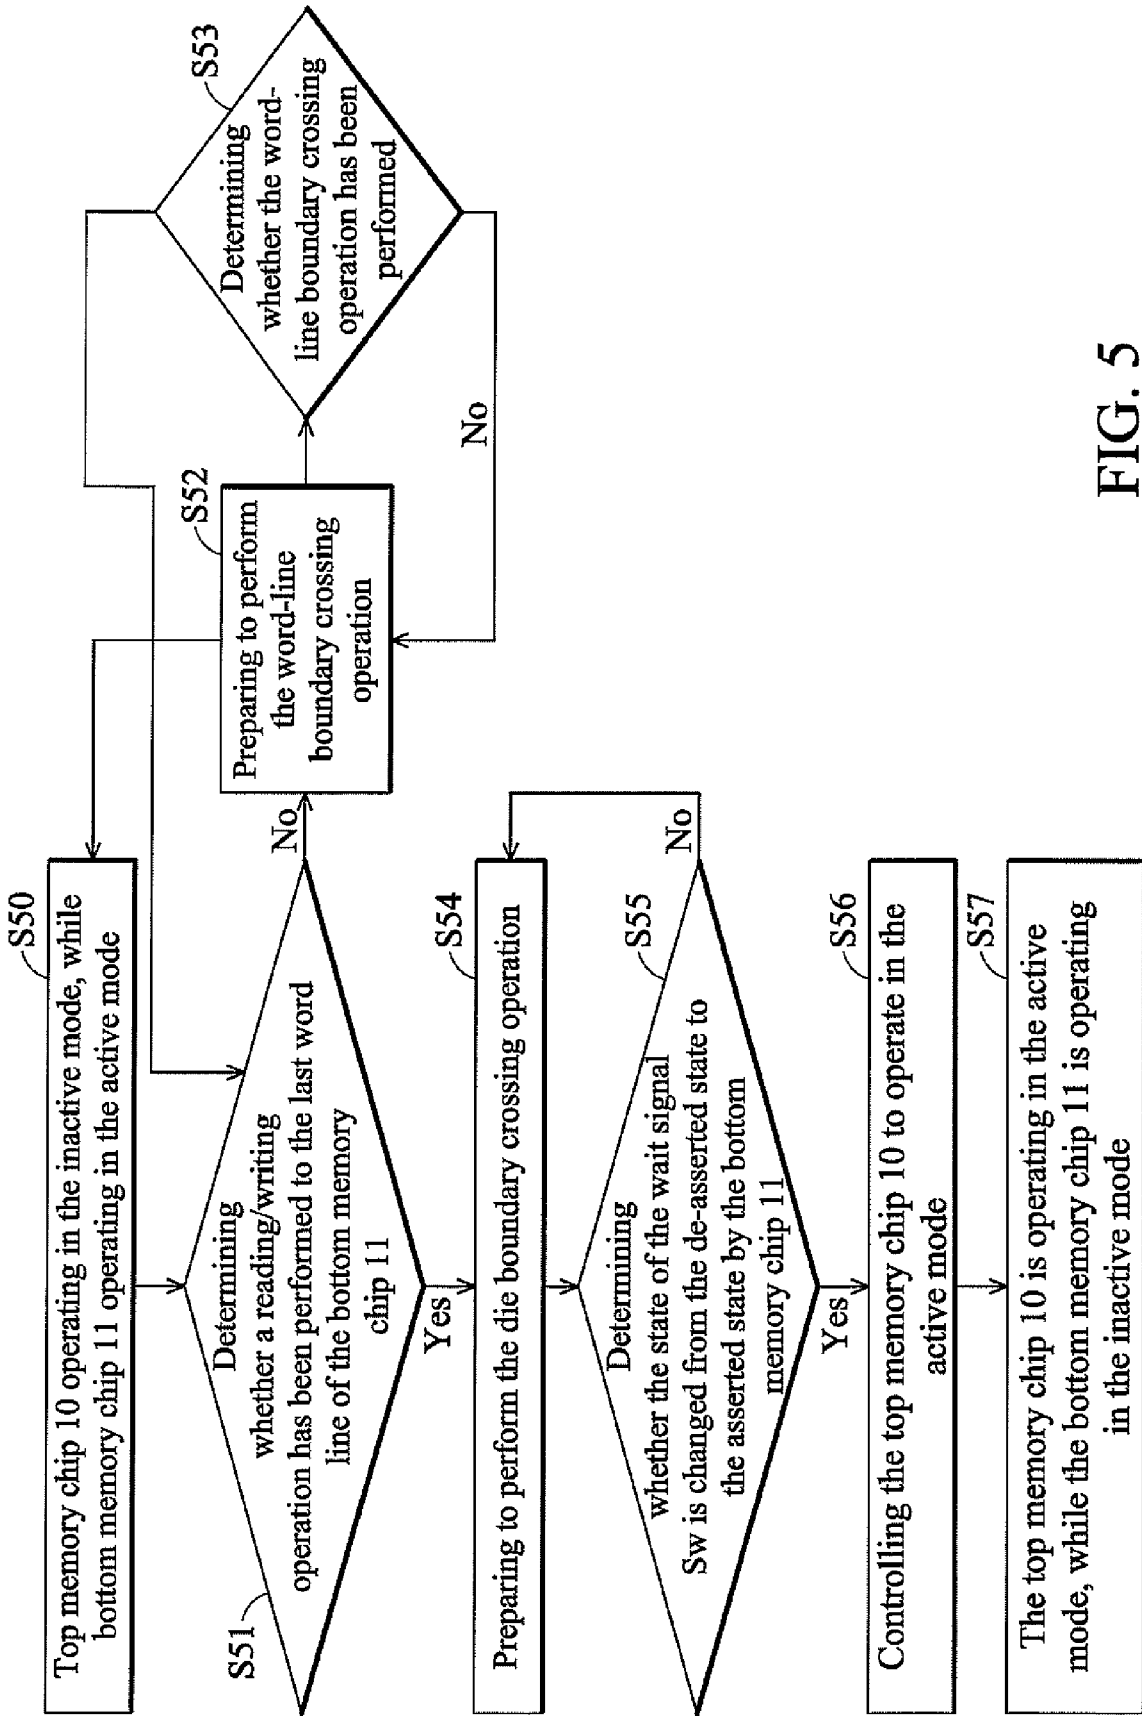 S50
Top memory chip 10 operating in the inactive mode, while
bottom memory chip 11 operating in the active mode
S51
Determining
whether a reading/writing
operation has been performed to the last word
line of the bottom memory
chip 11
No
Yes
S52
Preparing to perform
the word-line
boundary crossing
operation
S53
Determining
whether the word-
line boundary crossing
operation has been
performed
No
S54
Preparing to perform the die boundary crossing operation
S55
Determining
whether the state of the wait signal
Sw is changed from the de-asserted state to
the asserted state by the bottom
memory chip 11
No
Yes
S56
Controlling the top memory chip 10 to operate in the
active mode
S57
The top memory chip 10 is operating in the active
mode, while the bottom memory chip 11 is operating
in the inactive mode
FIG. 5